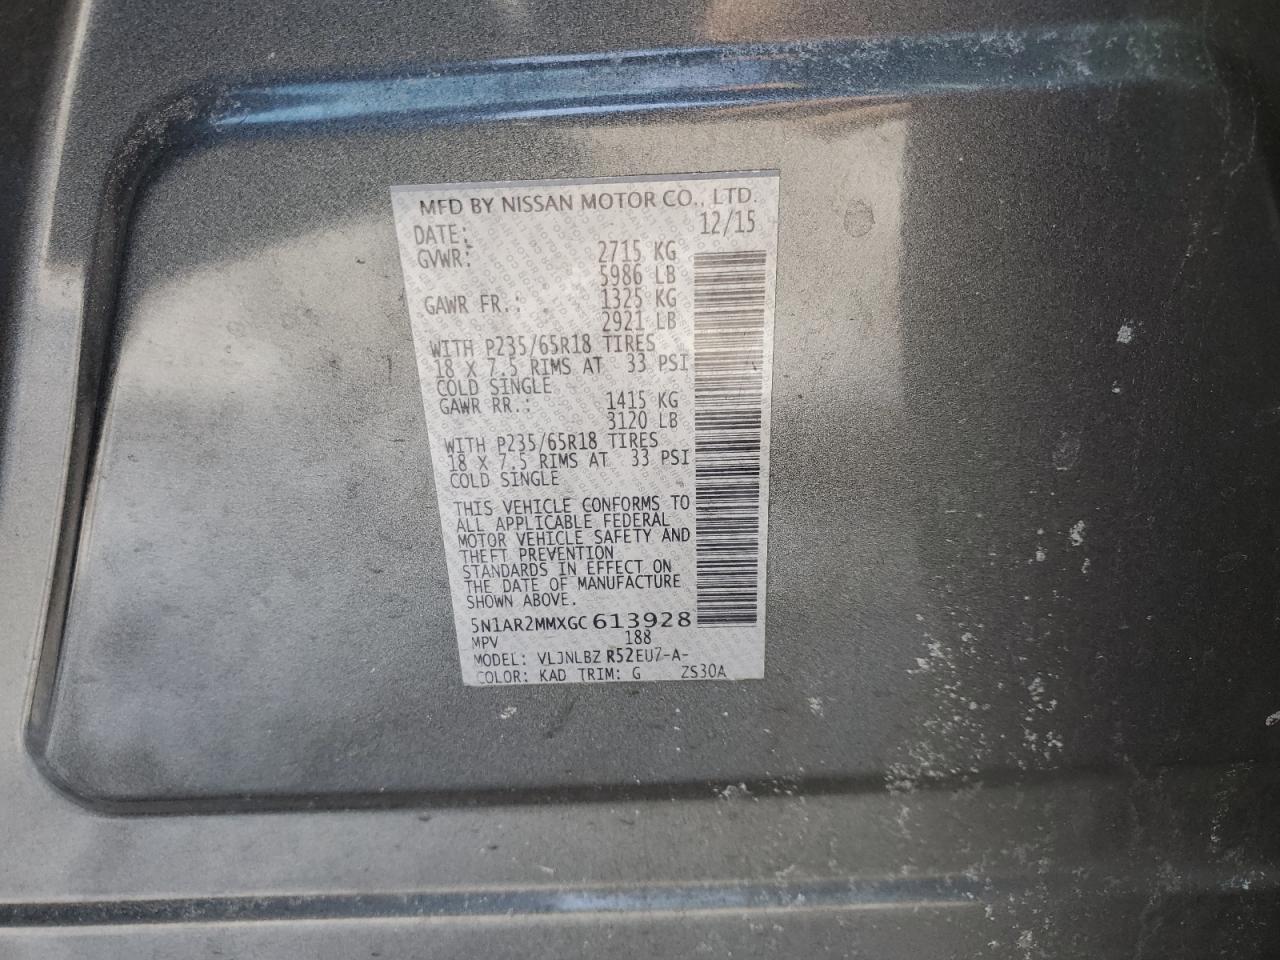 MFD BY NISSAN MOTOR CO., LTD.
DATE: 12/15
GVWR: 2715 KG
5986 LB
GAWR FR.: 1325 KG
2921 LB
WITH P235/65R18 TIRES
18 X 7.5 RIMS AT 33 PSI
COLD SINGLE
GAWR RR.: 1415 KG
3120 LB
WITH P235/65R18 TIRES
18 X 7.5 RIMS AT 33 PSI
COLD SINGLE
THIS VEHICLE CONFORMS TO
ALL APPLICABLE FEDERAL
MOTOR VEHICLE SAFETY AND
THEFT PREVENTION
STANDARDS IN EFFECT ON
THE DATE OF MANUFACTURE
SHOWN ABOVE.
5N1AR2MMXGC613928
MPV 188
MODEL: VLJNLBZ R52EUZ-A-
COLOR: KAD TRIM: G ZS30A